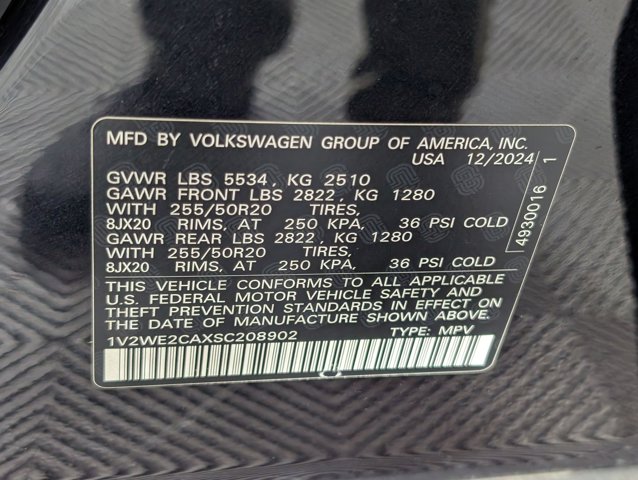 MFD BY VOLKSWAGEN GROUP OF AMERICA, INC.
USA 12/2024
GVWR LBS 5534, KG 2510
GAWR FRONT LBS 2822, KG 1280
WITH 255/50R20 TIRES,
8JX20 RIMS, AT 250 KPA, 36 PSI COLD
GAWR REAR LBS 2822, KG 1280
WITH 255/50R20 TIRES,
8JX20 RIMS, AT 250 KPA, 36 PSI COLD
THIS VEHICLE CONFORMS TO ALL APPLICABLE
U.S. FEDERAL MOTOR VEHICLE SAFETY AND
THEFT PREVENTION STANDARDS IN EFFECT ON
THE DATE OF MANUFACTURE SHOWN ABOVE.
1V2WE2CAXSC208902 TYPE: MPV
4930016 1